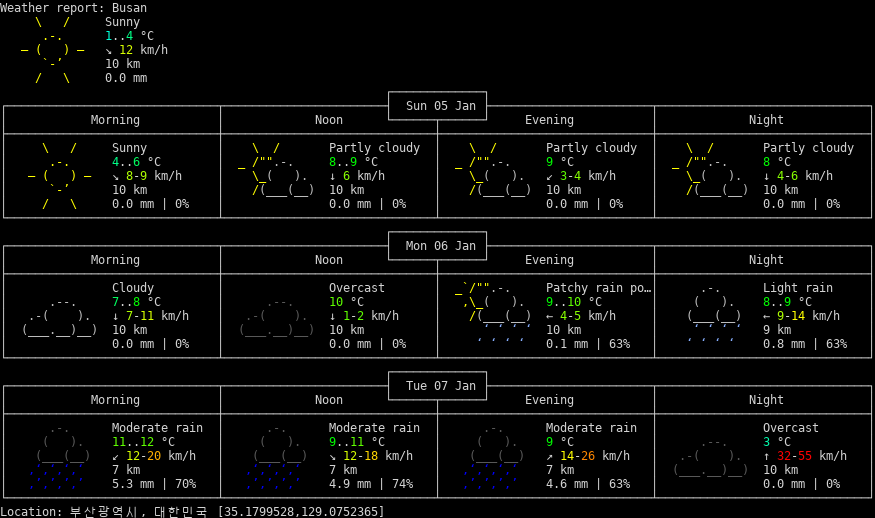 Weather report: Busan
Sunny
1..4 °C
↘ 12 km/h
10 km
0.0 mm
Sun 05 Jan
Morning Noon Evening Night
Sunny Partly cloudy Partly cloudy Partly cloudy
4..6 °C 8..9 °C 9 °C 8 °C
↘ 8-9 km/h ↓ 6 km/h ↙ 3-4 km/h ↓ 4-6 km/h
10 km 10 km 10 km 10 km
0.0 mm | 0% 0.0 mm | 0% 0.0 mm | 0% 0.0 mm | 0%
Mon 06 Jan
Morning Noon Evening Night
Cloudy Overcast Patchy rain po… Light rain
7..8 °C 10 °C 9..10 °C 8..9 °C
↓ 7-11 km/h ↓ 1-2 km/h ← 4-5 km/h ← 9-14 km/h
10 km 10 km 10 km 9 km
0.0 mm | 0% 0.0 mm | 0% 0.1 mm | 63% 0.8 mm | 63%
Tue 07 Jan
Morning Noon Evening Night
Moderate rain Moderate rain Moderate rain Overcast
11..12 °C 9..11 °C 9 °C 3 °C
↙ 12-20 km/h ↘ 12-18 km/h ↗ 14-26 km/h ↑ 32-55 km/h
7 km 7 km 7 km 10 km
5.3 mm | 70% 4.9 mm | 74% 4.6 mm | 63% 0.0 mm | 0%
Location: 부산광역시, 대한민국 [35.1799528,129.0752365]